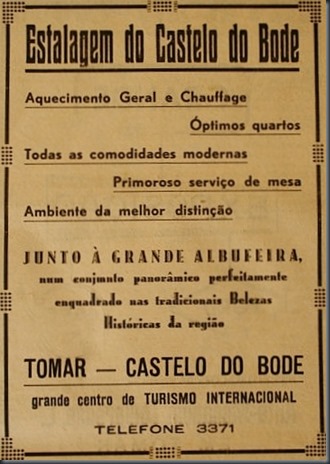 Estalagem do Castelo do Bode
Aquecimento Geral e Chauffage
Óptimos quartos
Todas as comodidades modernas
Primoroso serviço de mesa
Ambiente da melhor distinção
JUNTO À GRANDE ALBUFEIRA,
num conjunto panorâmico perfeitamente
enquadrado nas tradicionais Belezas
Históricas da região
TOMAR — CASTELO DO BODE
grande centro de TURISMO INTERNACIONAL
TELEFONE 3371